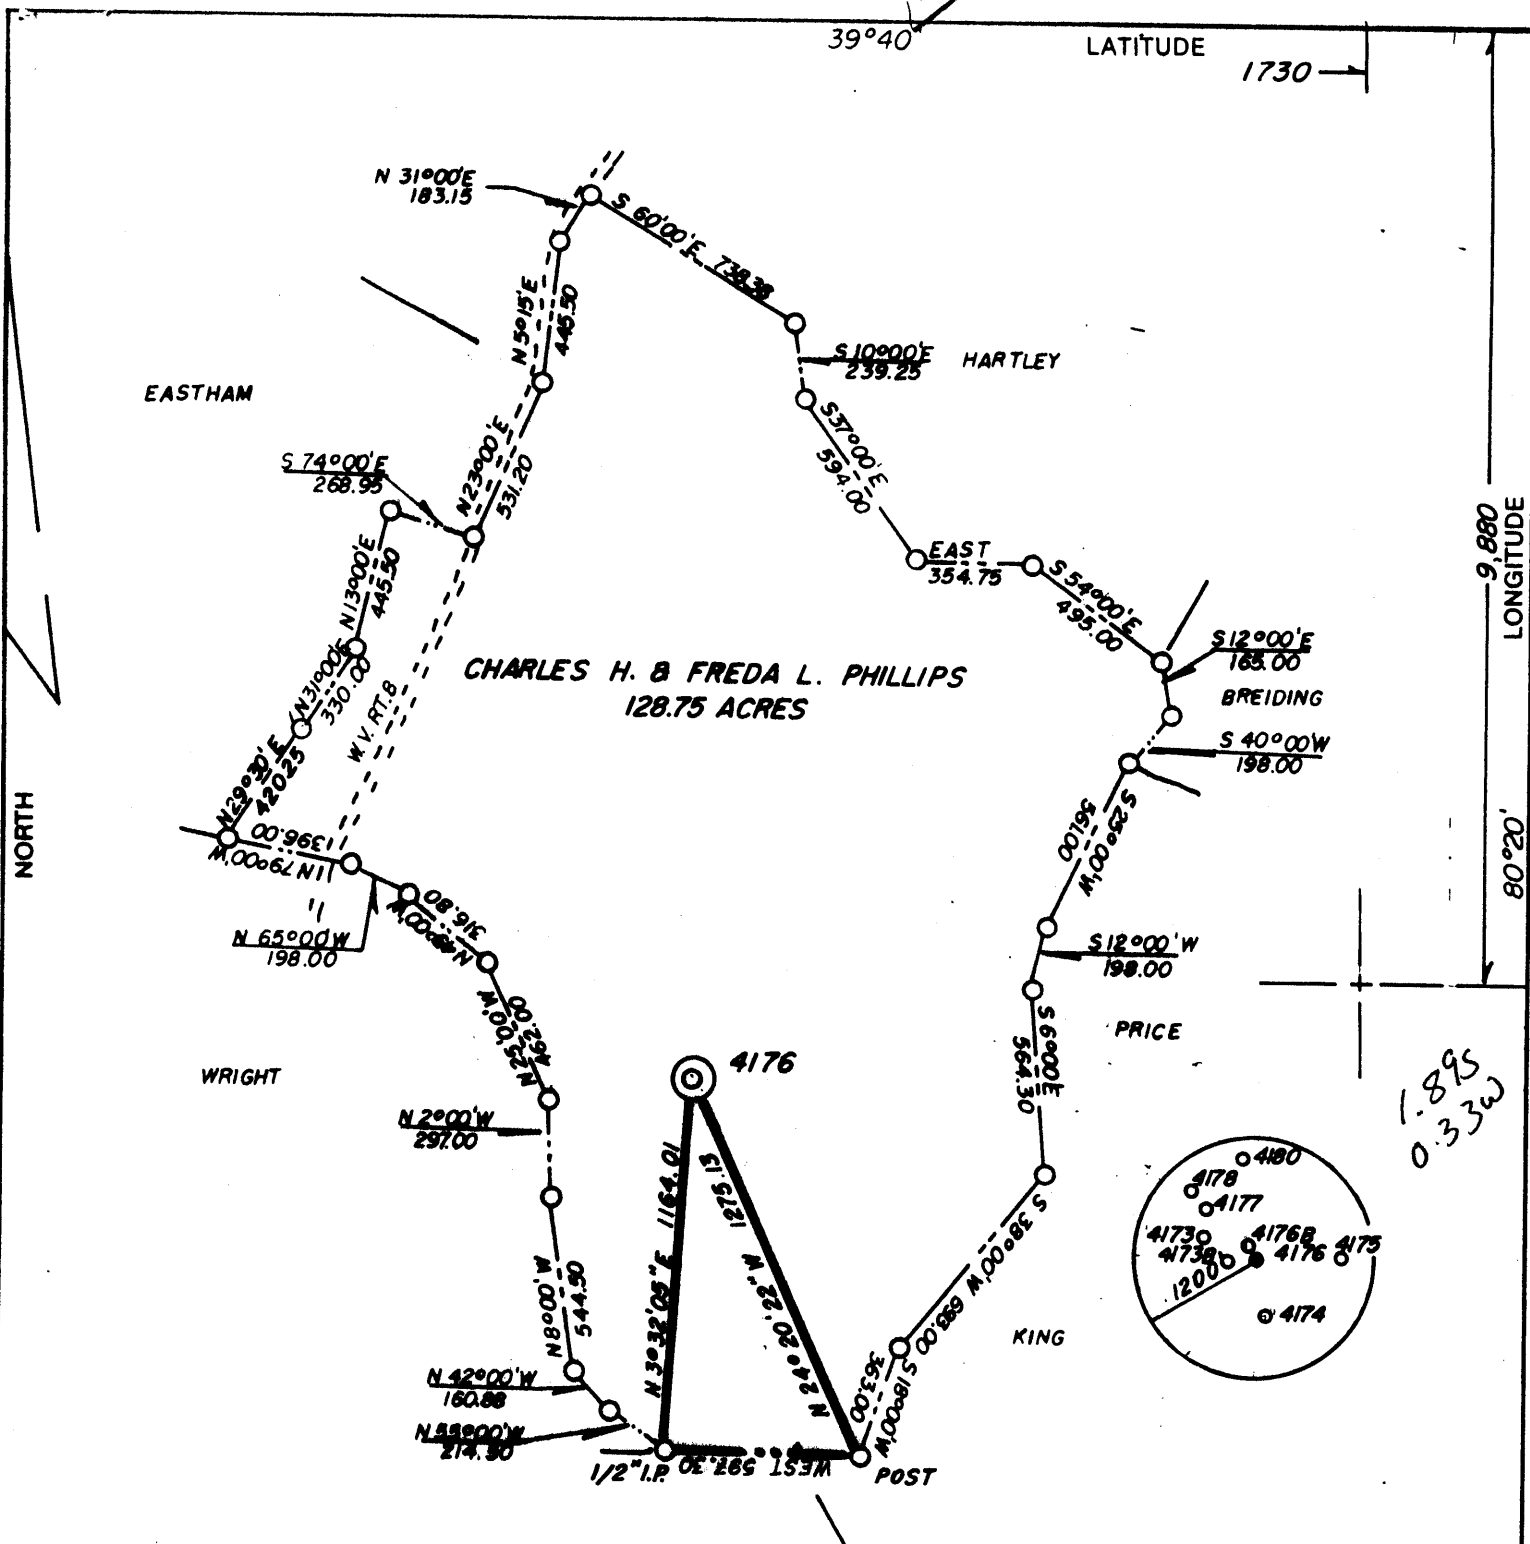 39°40'
LATITUDE
1730
N 31°00'E
183.15
S 60°00'E 738.38
N 5°15'E
445.50
S 10°00'E
239.25
HARTLEY
EASTHAM
S 37°00'E
594.00
N 23°00'E
531.20
S 74°00'E
268.95
N 13°00'E
445.50
EAST
354.75
S 54°00'E
495.00
9,880
LONGITUDE
80°20'
S 12°00'E
165.00
BREIDING
N 31°00'E
330.00
W.V. RT. 8
CHARLES H. & FREDA L. PHILLIPS
128.75 ACRES
S 40°00'W
198.00
N 29°30'E
420.25
NORTH
396.00
N 79°00'W
S 25°00'W
561.00
316.80
N 49°00'W
N 65°00'W
198.00
S 12°00'W
198.00
462.00
N 25°00'W
S 6°00'E
564.30
PRICE
WRIGHT
4176
1.89S
0.33W
N 2°00'W
297.00
N 3°32'05"E 1164.01
1275.13
N 24° 20' 22" W
4180
4178
4177
4173
4176B
4175
4173B
4176
1200'
4174
S 38°00'W 693.00
N 8°00'W
544.50
KING
363.00
S 18°00'W
N 42°00'W
160.88
N 55°00'W
214.50
1/2" I.P.
WEST 597.30
POST